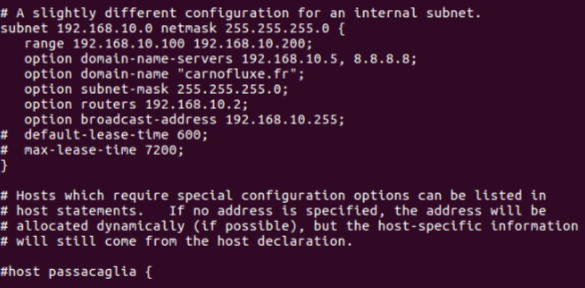 # A slightly different configuration for an internal subnet.
subnet 192.168.10.0 netmask 255.255.255.0 {
   range 192.168.10.100 192.168.10.200;
   option domain-name-servers 192.168.10.5, 8.8.8.8;
   option domain-name "carnofluxe.fr";
   option subnet-mask 255.255.255.0;
   option routers 192.168.10.2;
   option broadcast-address 192.168.10.255;
#  default-lease-time 600;
#  max-lease-time 7200;
}

# Hosts which require special configuration options can be listed in
# host statements.   If no address is specified, the address will be
# allocated dynamically (if possible), but the host-specific information
# will still come from the host declaration.

#host passacaglia {